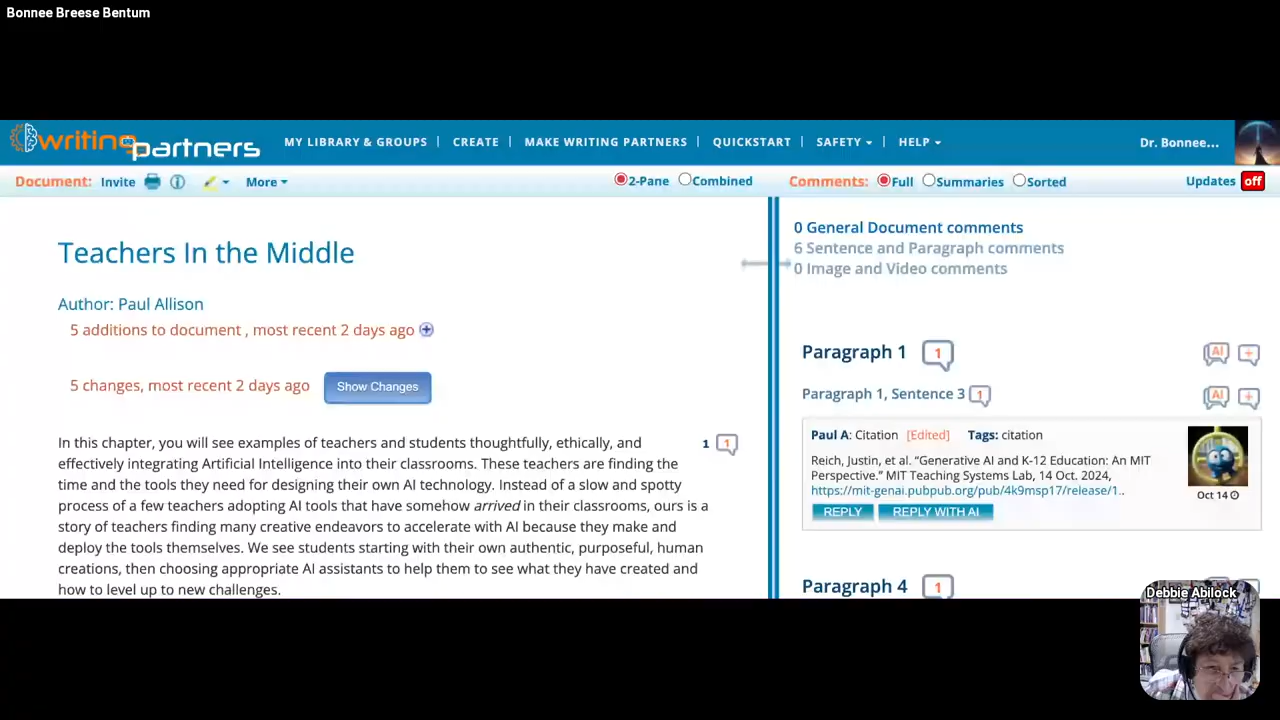 Bonnee Breese Bentum
writing partners
MY LIBRARY & GROUPS | CREATE | MAKE WRITING PARTNERS | QUICKSTART | SAFETY | HELP
Dr. Bonnee...
Document: Invite More 2-Pane Combined Comments: Full Summaries Sorted Updates off
Teachers In the Middle
Author: Paul Allison
5 additions to document , most recent 2 days ago
5 changes, most recent 2 days ago Show Changes
In this chapter, you will see examples of teachers and students thoughtfully, ethically, and 1 1
effectively integrating Artificial Intelligence into their classrooms. These teachers are finding the
time and the tools they need for designing their own AI technology. Instead of a slow and spotty
process of a few teachers adopting AI tools that have somehow arrived in their classrooms, ours is a
story of teachers finding many creative endeavors to accelerate with AI because they make and
deploy the tools themselves. We see students starting with their own authentic, purposeful, human
creations, then choosing appropriate AI assistants to help them to see what they have created and
how to level up to new challenges.
0 General Document comments
6 Sentence and Paragraph comments
0 Image and Video comments
Paragraph 1 1 AI +
Paragraph 1, Sentence 3 1 AI +
Paul A: Citation [Edited] Tags: citation
Reich, Justin, et al. “Generative AI and K-12 Education: An MIT
Perspective.” MIT Teaching Systems Lab, 14 Oct. 2024,
https://mit-genai.pubpub.org/pub/4k9msp17/release/1..
Oct 14
REPLY REPLY WITH AI
Paragraph 4 1
Debbie Abilock